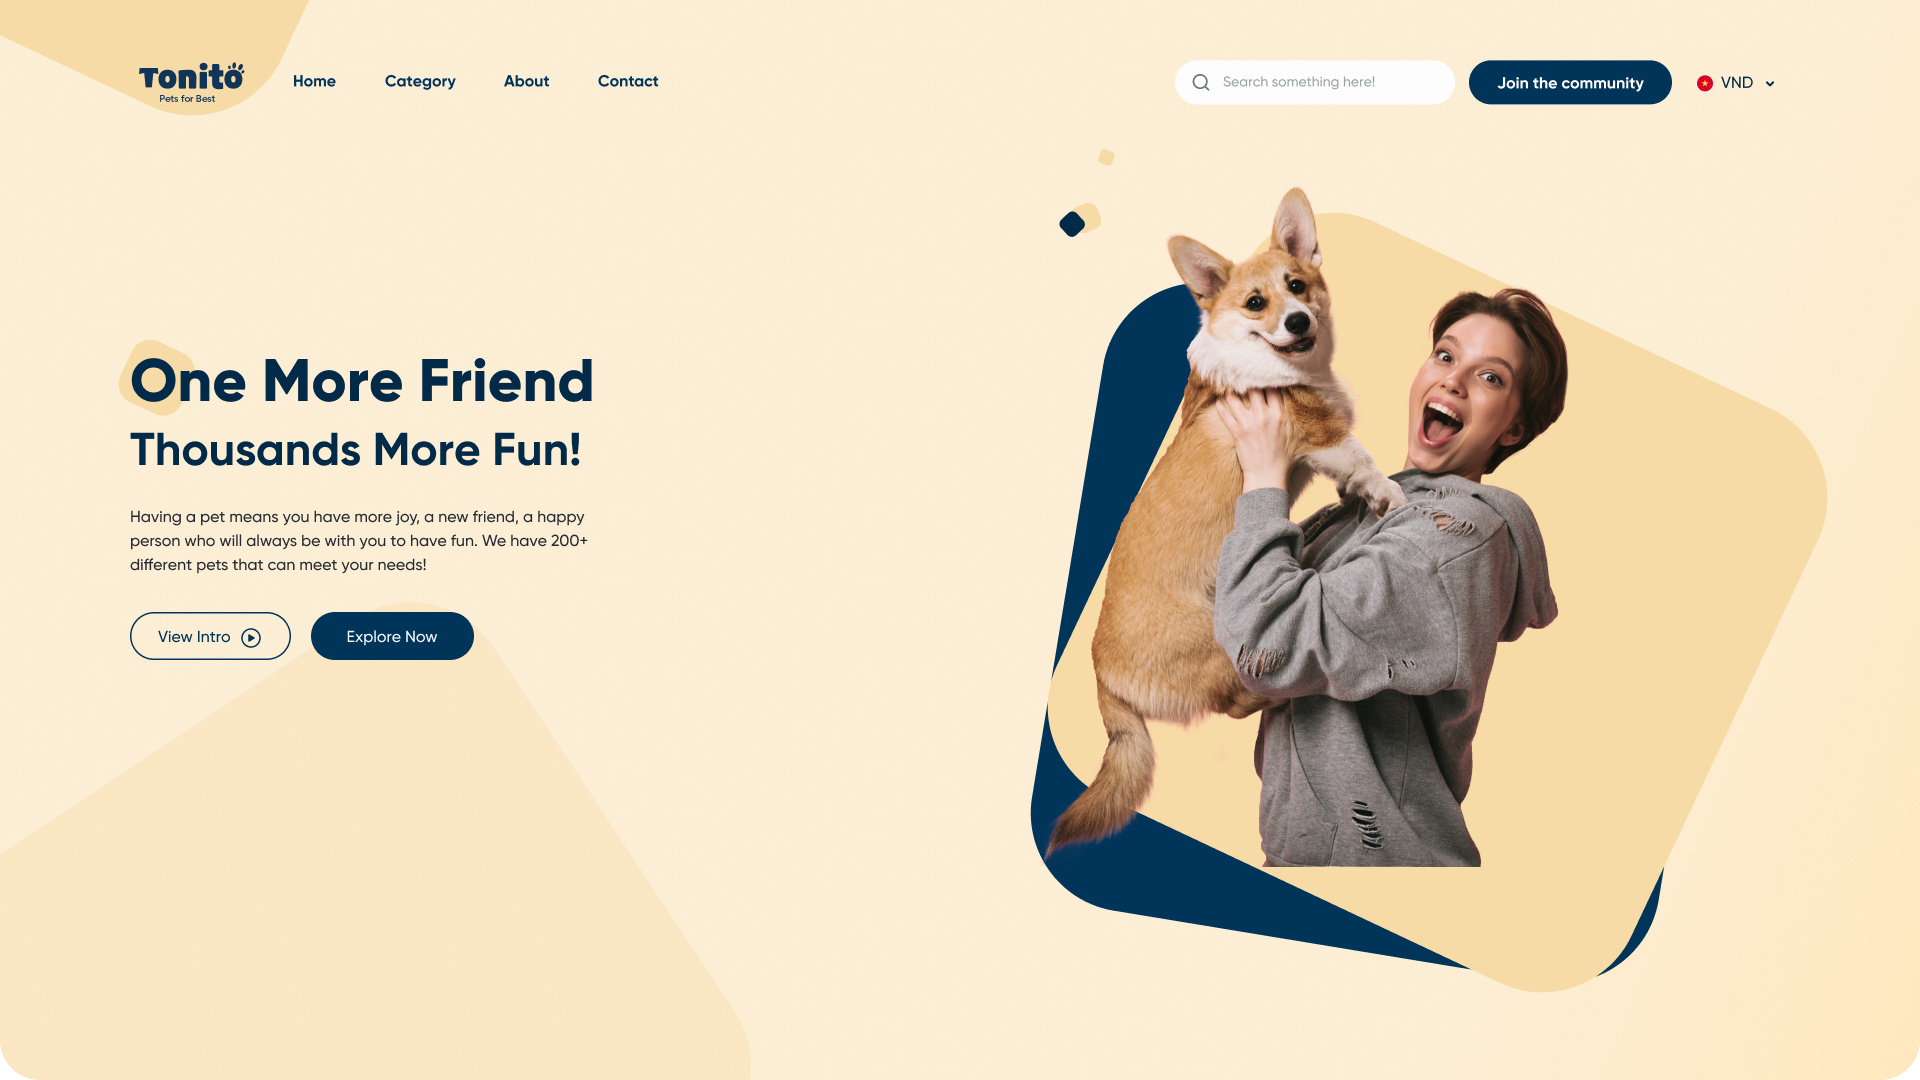 Tonito
Pets for Best
Home
Category
About
Contact
Search something here!
Join the community
VND
One More Friend
Thousands More Fun!
Having a pet means you have more joy, a new friend, a happy
person who will always be with you to have fun. We have 200+
different pets that can meet your needs!
View Intro
Explore Now